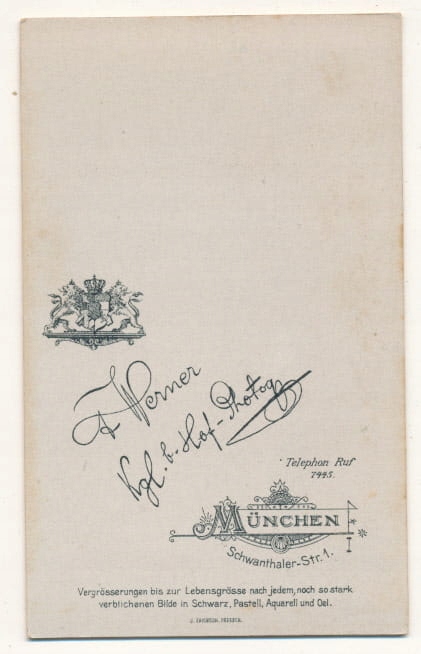 F. Werner
Kgl. b. Hof-Photog
Telephon Ruf
7445.
MÜNCHEN
Schwanthaler-Str. 1.
Vergrösserungen bis zur Lebensgrösse nach jedem, noch so stark
verblichenen Bilde in Schwarz, Pastell, Aquarell und Oel.